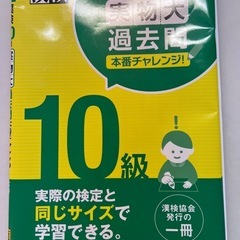 漢検
実物大
過去問
本番チャレンジ!
10級
実際の検定と
同じサイズで
学習できる。
漢検協会
発行の
一冊